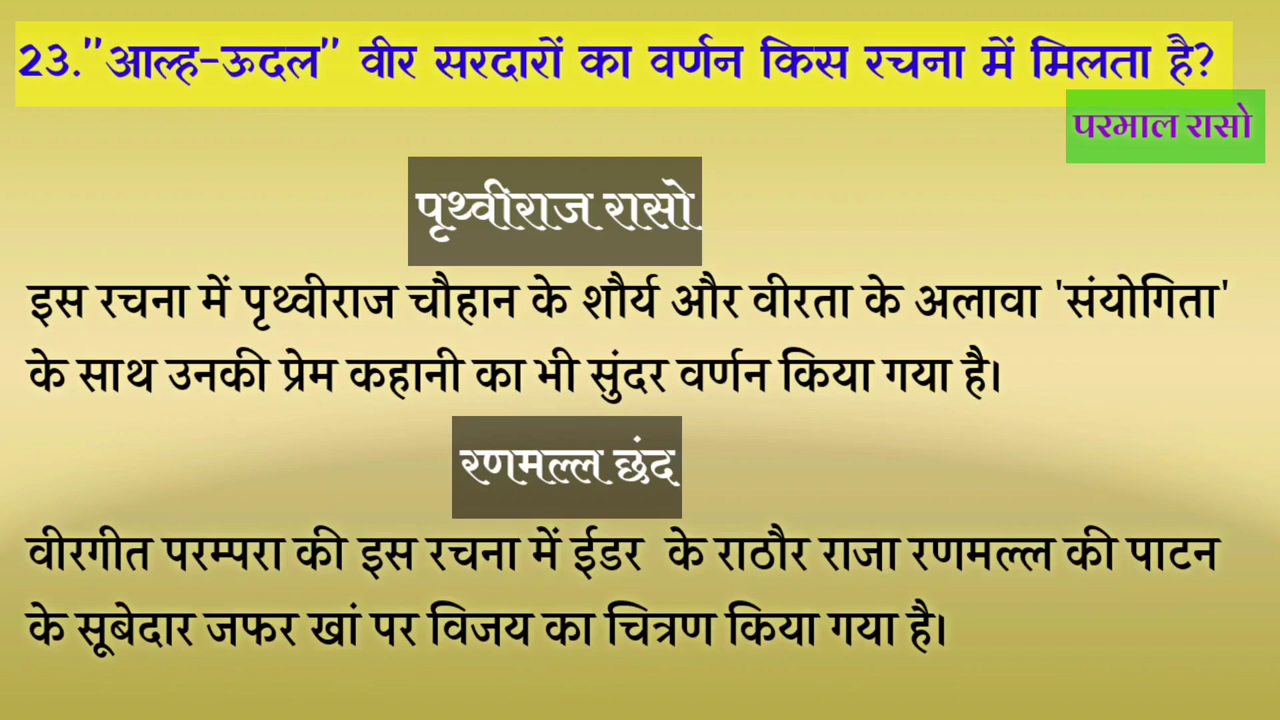 23."आल्ह-ऊदल" वीर सरदारों का वर्णन किस रचना में मिलता है?
परमाल रासो
पृथ्वीराज रासो
इस रचना में पृथ्वीराज चौहान के शौर्य और वीरता के अलावा 'संयोगिता'
के साथ उनकी प्रेम कहानी का भी सुंदर वर्णन किया गया है।
रणमल्ल छंद
वीरगीत परम्परा की इस रचना में ईडर के राठौर राजा रणमल्ल की पाटन
के सूबेदार जफर खां पर विजय का चित्रण किया गया है।